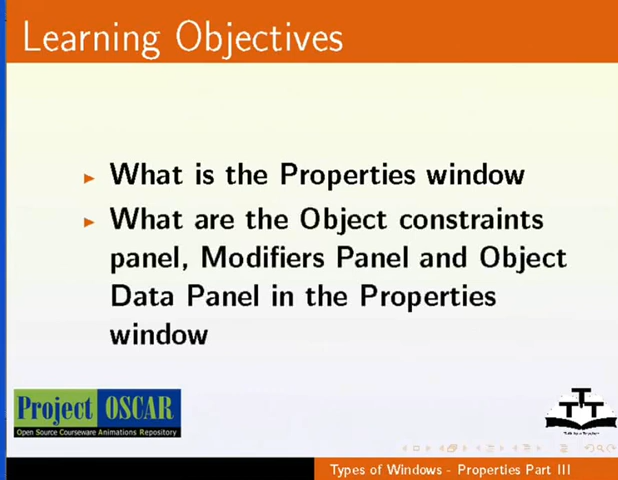 Learning Objectives
What is the Properties window
What are the Object constraints
panel, Modifiers Panel and Object
Data Panel in the Properties
window
Project OSCAR
Open Source Courseware Animations Repository
TTT
Types of Windows - Properties Part III